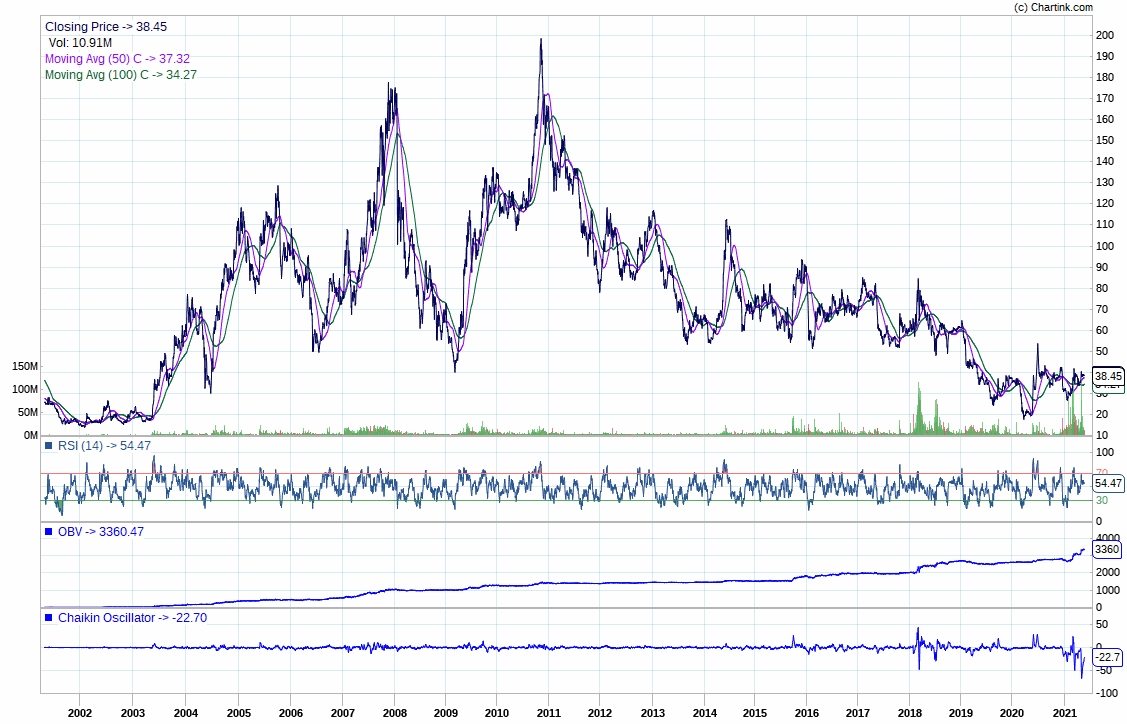 (c) Chartink.com
Closing Price -> 38.45
Vol: 10.91M
Moving Avg (50) C -> 37.32
Moving Avg (100) C -> 34.27
200
190
180
170
160
150
140
130
120
110
100
90
80
70
60
50
38.45
30
20
10
150M
100M
50M
0M
RSI (14) -> 54.47
100
70
54.47
30
0
OBV -> 3360.47
4000
3360
2000
1000
0
Chaikin Oscillator -> -22.70
50
0
-22.7
-50
-100
2002 2003 2004 2005 2006 2007 2008 2009 2010 2011 2012 2013 2014 2015 2016 2017 2018 2019 2020 2021